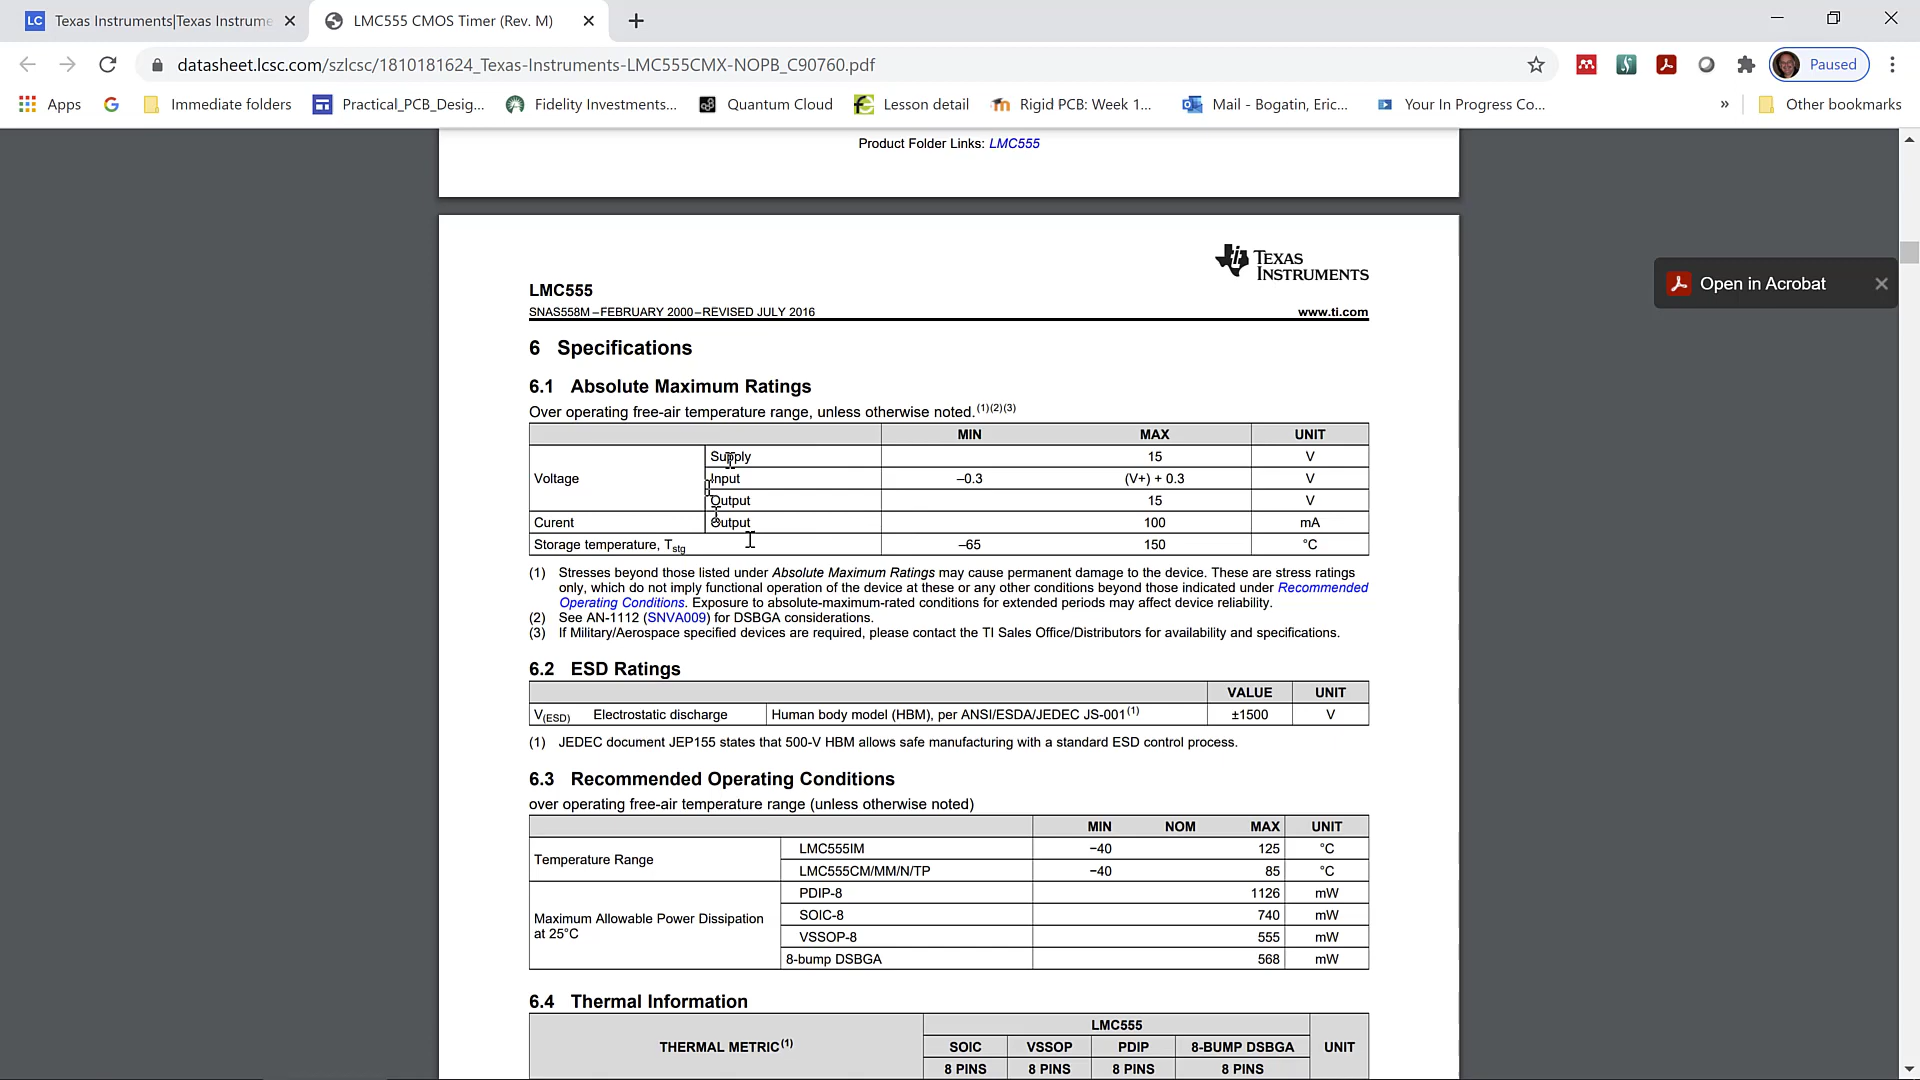 LC Texas Instruments|Texas Instrume
LMC555 CMOS Timer (Rev. M)
datasheet.lcsc.com/szlcsc/1810181624_Texas-Instruments-LMC555CMX-NOPB_C90760.pdf
Paused
Apps
Immediate folders
Practical_PCB_Desig...
Fidelity Investments...
Quantum Cloud
Lesson detail
Rigid PCB: Week 1...
Mail - Bogatin, Eric...
Your In Progress Co...
»
Other bookmarks
Product Folder Links: LMC555
Open in Acrobat
TEXAS
INSTRUMENTS
LMC555
SNAS558M –FEBRUARY 2000–REVISED JULY 2016 www.ti.com
6 Specifications
6.1 Absolute Maximum Ratings
Over operating free-air temperature range, unless otherwise noted.(1)(2)(3)
MIN MAX UNIT
Voltage
Supply 15 V
Input –0.3 (V+) + 0.3 V
Output 15 V
Curent Output 100 mA
Storage temperature, Tstg –65 150 °C
(1) Stresses beyond those listed under Absolute Maximum Ratings may cause permanent damage to the device. These are stress ratings
only, which do not imply functional operation of the device at these or any other conditions beyond those indicated under Recommended
Operating Conditions. Exposure to absolute-maximum-rated conditions for extended periods may affect device reliability.
(2) See AN-1112 (SNVA009) for DSBGA considerations.
(3) If Military/Aerospace specified devices are required, please contact the TI Sales Office/Distributors for availability and specifications.
6.2 ESD Ratings
VALUE UNIT
V(ESD) Electrostatic discharge Human body model (HBM), per ANSI/ESDA/JEDEC JS-001(1) ±1500 V
(1) JEDEC document JEP155 states that 500-V HBM allows safe manufacturing with a standard ESD control process.
6.3 Recommended Operating Conditions
over operating free-air temperature range (unless otherwise noted)
MIN NOM MAX UNIT
Temperature Range
LMC555IM −40 125 °C
LMC555CM/MM/N/TP −40 85 °C
Maximum Allowable Power Dissipation
at 25°C
PDIP-8 1126 mW
SOIC-8 740 mW
VSSOP-8 555 mW
8-bump DSBGA 568 mW
6.4 Thermal Information
THERMAL METRIC(1)
LMC555
UNIT
SOIC VSSOP PDIP 8-BUMP DSBGA
8 PINS 8 PINS 8 PINS 8 PINS